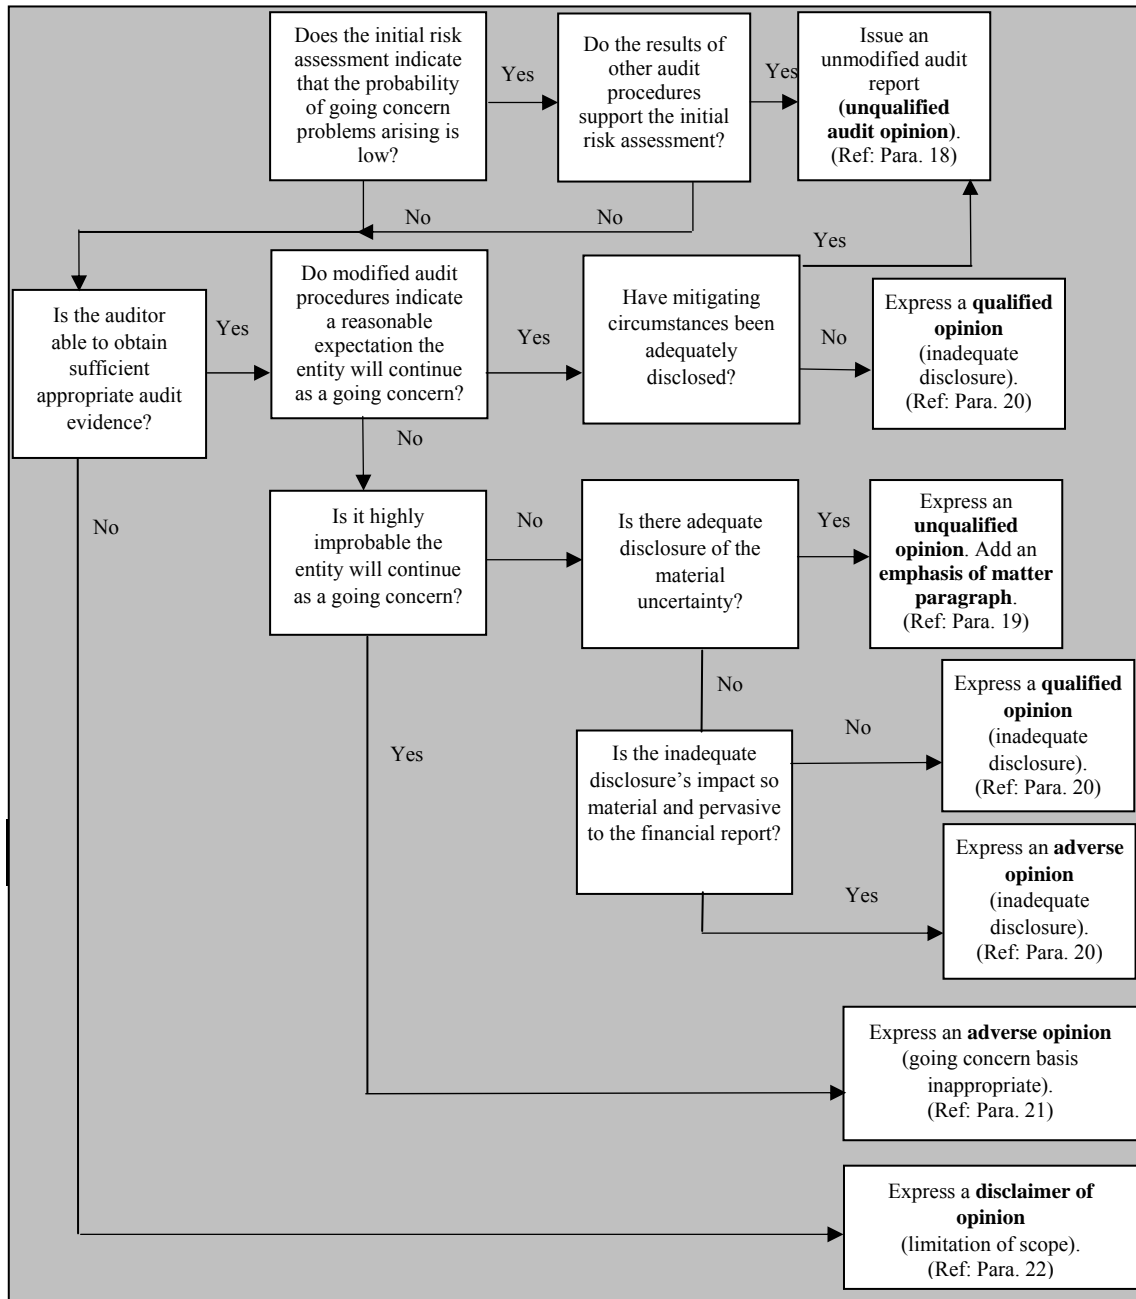 Does the initial risk
assessment indicate
that the probability
of going concern
problems arising is
low?
Yes
Do the results of
other audit
procedures
support the initial
risk assessment?
Yes
Issue an
unmodified audit
report
(unqualified
audit opinion).
(Ref: Para. 18)
No
No
Yes
Is the auditor
able to obtain
sufficient
appropriate audit
evidence?
Yes
Do modified audit
procedures indicate
a reasonable
expectation the
entity will continue
as a going concern?
Yes
Have mitigating
circumstances been
adequately
disclosed?
No
Express a qualified
opinion
(inadequate
disclosure).
(Ref: Para. 20)
No
No
Is it highly
improbable the
entity will continue
as a going concern?
No
Is there adequate
disclosure of the
material
uncertainty?
Yes
Express an
unqualified
opinion. Add an
emphasis of matter
paragraph.
(Ref: Para. 19)
No
Yes
Is the inadequate
disclosure's impact so
material and pervasive
to the financial report?
No
Express a qualified
opinion
(inadequate
disclosure).
(Ref: Para. 20)
Yes
Express an adverse
opinion
(inadequate
disclosure).
(Ref: Para. 20)
Express an adverse opinion
(going concern basis
inappropriate).
(Ref: Para. 21)
Express a disclaimer of
opinion
(limitation of scope).
(Ref: Para. 22)